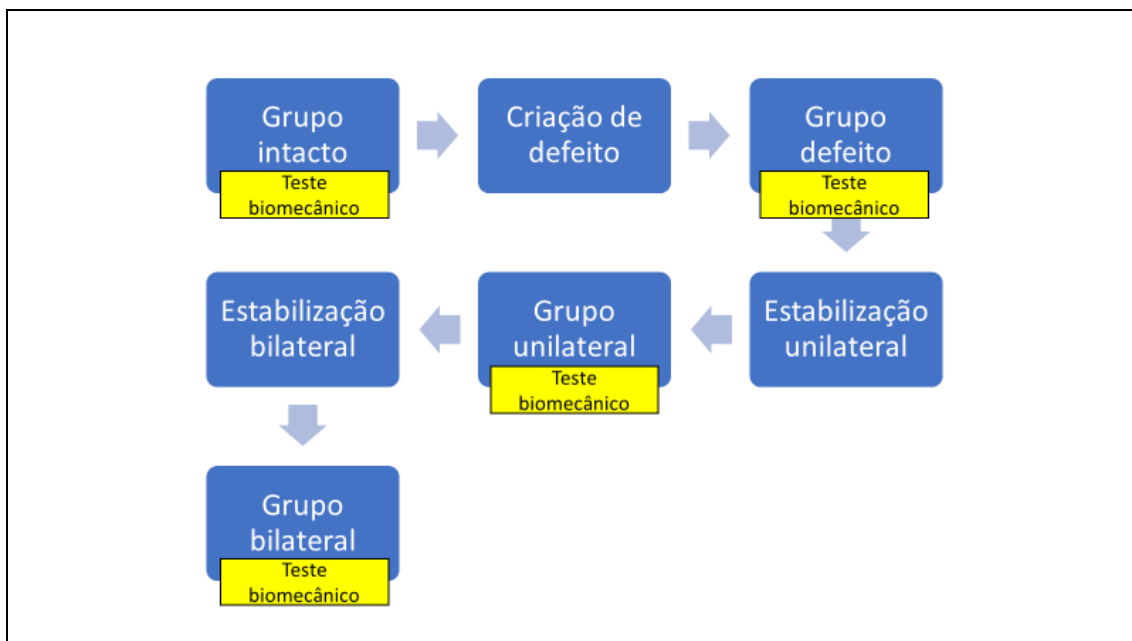 Grupo
intacto
Teste
biomecânico
Criação de
defeito
Grupo
defeito
Teste
biomecânico
Estabilização
unilateral
Grupo
unilateral
Teste
biomecânico
Estabilização
bilateral
Grupo
bilateral
Teste
biomecânico